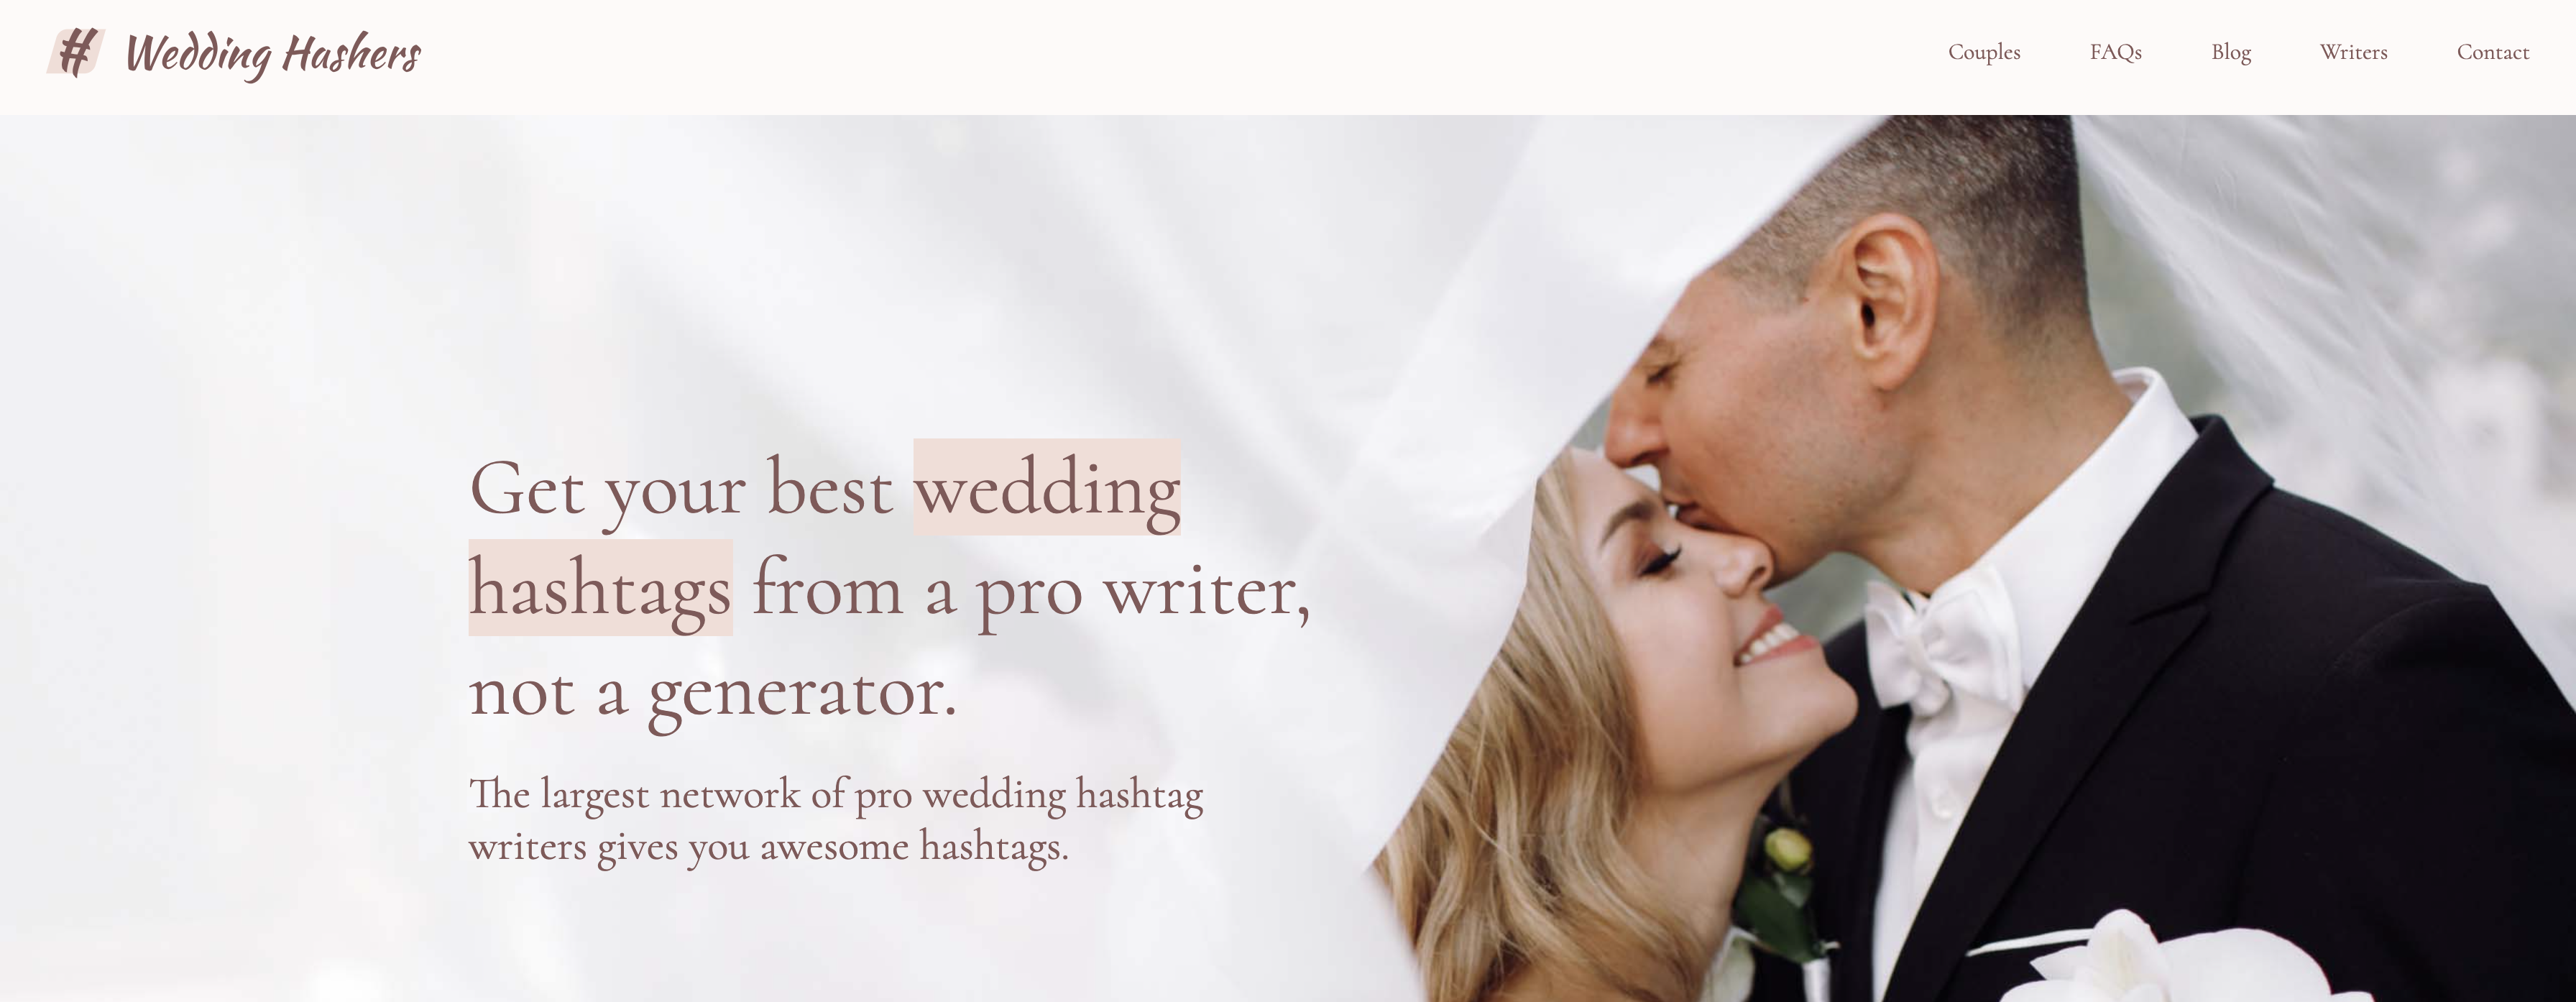 # Wedding Hashers
Couples FAQs Blog Writers Contact
Get your best wedding
hashtags from a pro writer,
not a generator.
The largest network of pro wedding hashtag
writers gives you awesome hashtags.